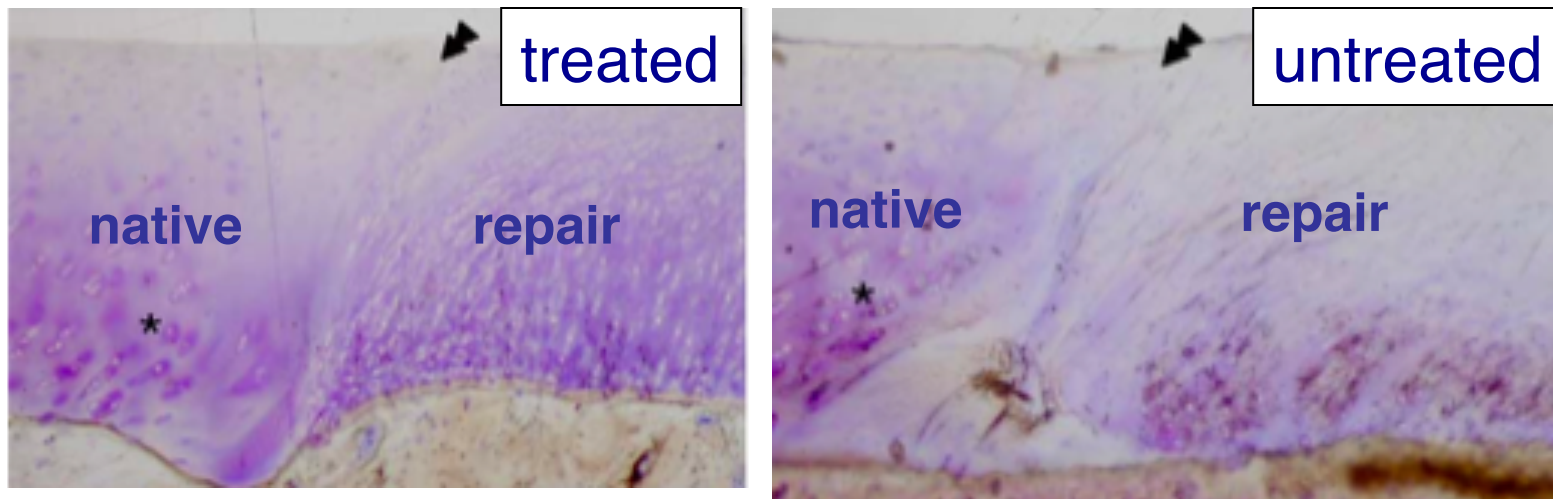 treated
native
repair
*
untreated
native
repair
*